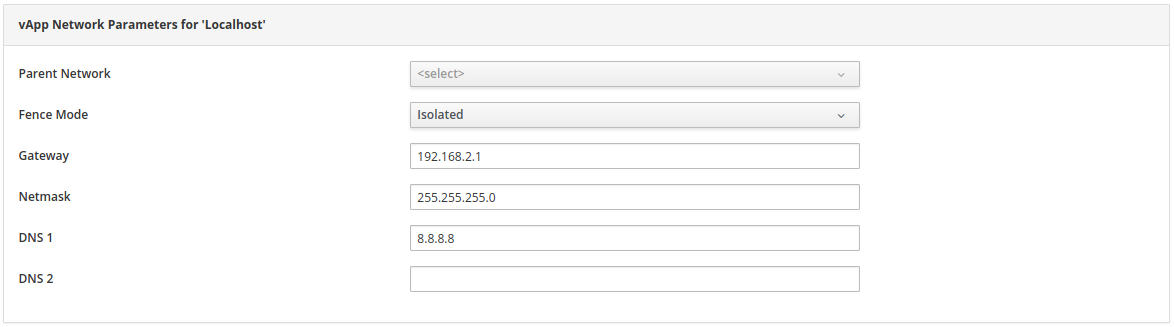 vApp Network Parameters for 'Localhost'
Parent Network <select>
Fence Mode Isolated
Gateway 192.168.2.1
Netmask 255.255.255.0
DNS 1 8.8.8.8
DNS 2